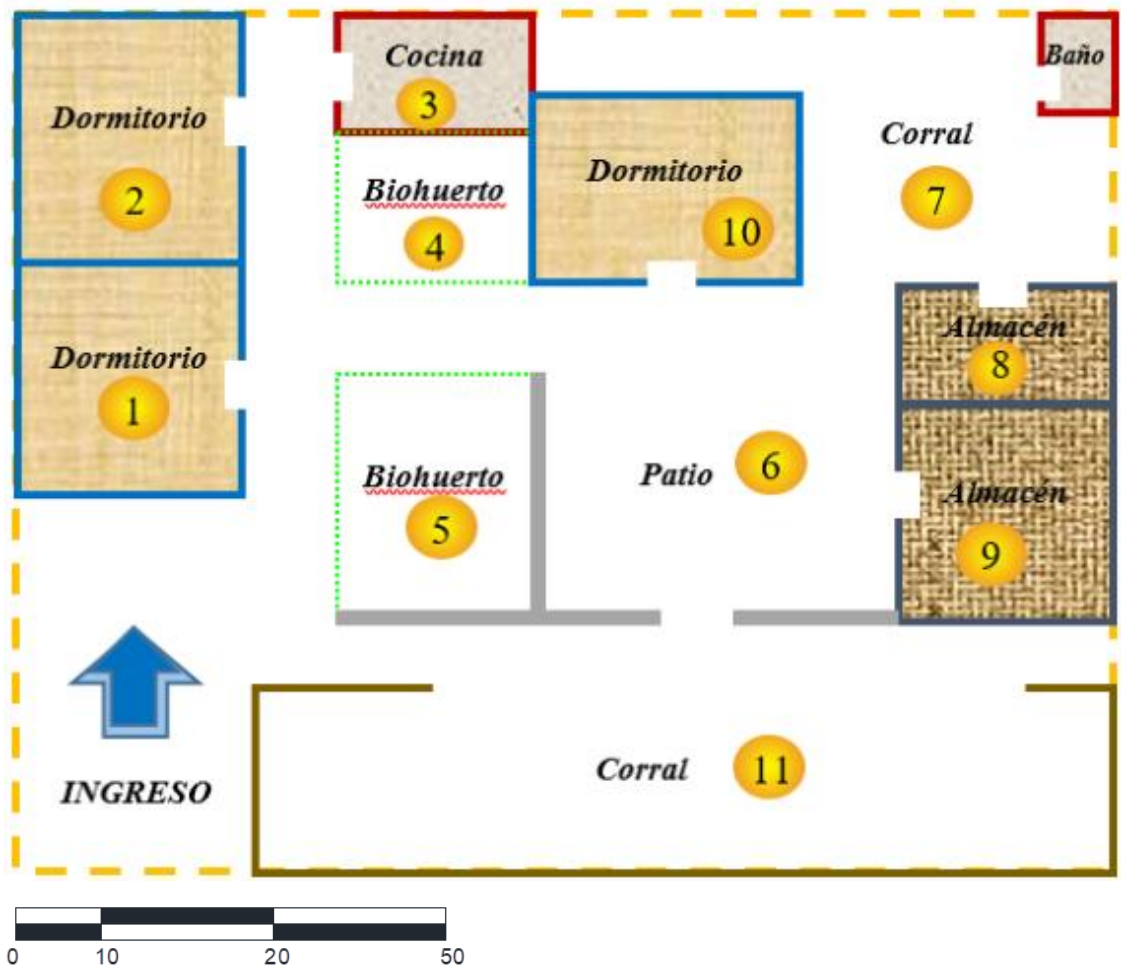 Cocina
3
Baño
Dormitorio
2
Dormitorio
10
Corral
7
Biohuerto
4
Almacén
8
Dormitorio
1
Biohuerto
5
Patio
6
Almacén
9
INGRESO
Corral
11
0 10 20 50